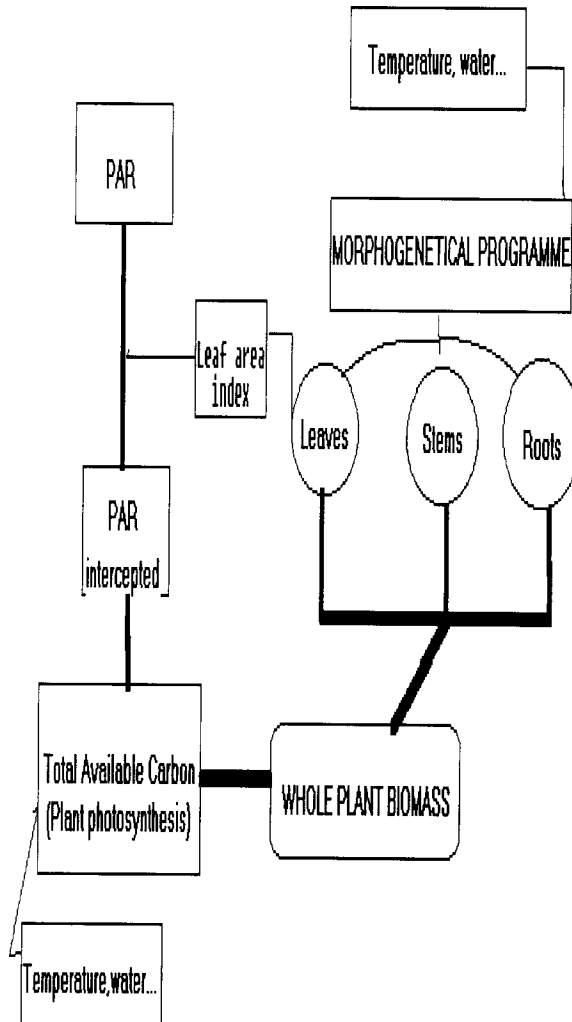 Temperature, water...
PAR
MORPHOGENETICAL PROGRAMME
Leaf area
index
Leaves
Stems
Roots
PAR
intercepted
Total Available Carbon
(Plant photosynthesis)
WHOLE PLANT BIOMASS
Temperature,water...